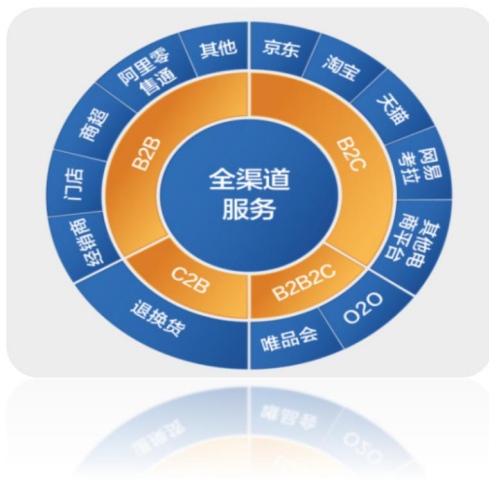 全渠道
服务
B2B
B2C
C2B
B2B2C
其他
京东
淘宝
天猫
网易
考拉
其他电
商平台
O2O
唯品会
退换货
经销商
门店
商超
阿里零
售通